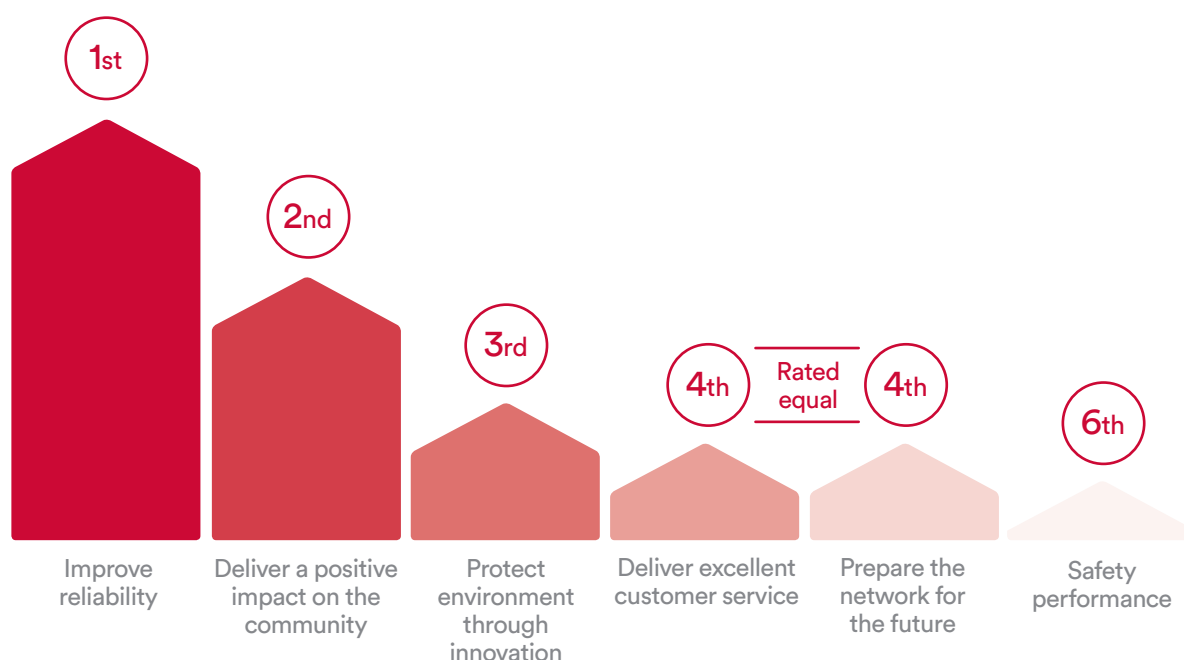 1st
2nd
3rd
4th
Rated
equal
4th
6th
Improve
reliability
Deliver a positive
impact on the
community
Protect
environment
through
innovation
Deliver excellent
customer service
Prepare the
network for
the future
Safety
performance